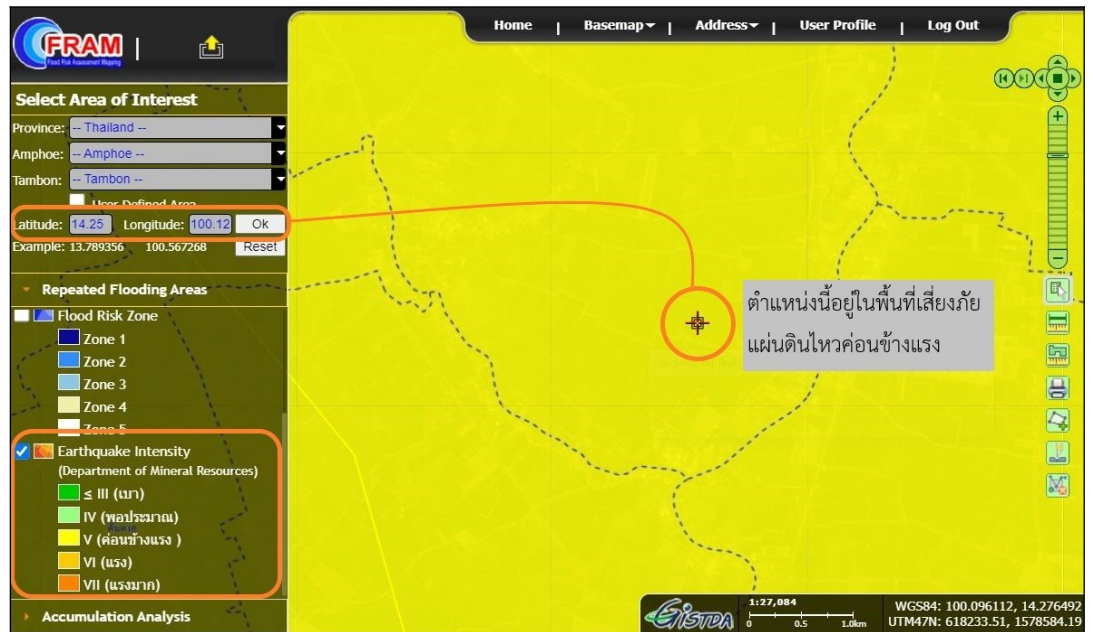 Home | Basemap | Address | User Profile | Log Out
FRAM
Flood Risk Assessment Mapping
Select Area of Interest
Province: -- Thailand --
Amphoe: -- Amphoe --
Tambon: -- Tambon --
User Defined Area
Latitude: 14.25 Longitude: 100.12 Ok
Example: 13.789356 100.567268 Reset
Repeated Flooding Areas
Flood Risk Zone
Zone 1
Zone 2
Zone 3
Zone 4
Zone 5
Earthquake Intensity
(Department of Mineral Resources)
≤ III (เบา)
IV (พอประมาณ)
V (ค่อนข้างแรง )
VI (แรง)
VII (แรงมาก)
Accumulation Analysis
ตำแหน่งนี้อยู่ในพื้นที่เสี่ยงภัย
แผ่นดินไหวค่อนข้างแรง
GISTDA
1:27,084
0 0.5 1.0km
WGS84: 100.096112, 14.276492
UTM47N: 618233.51, 1578584.19